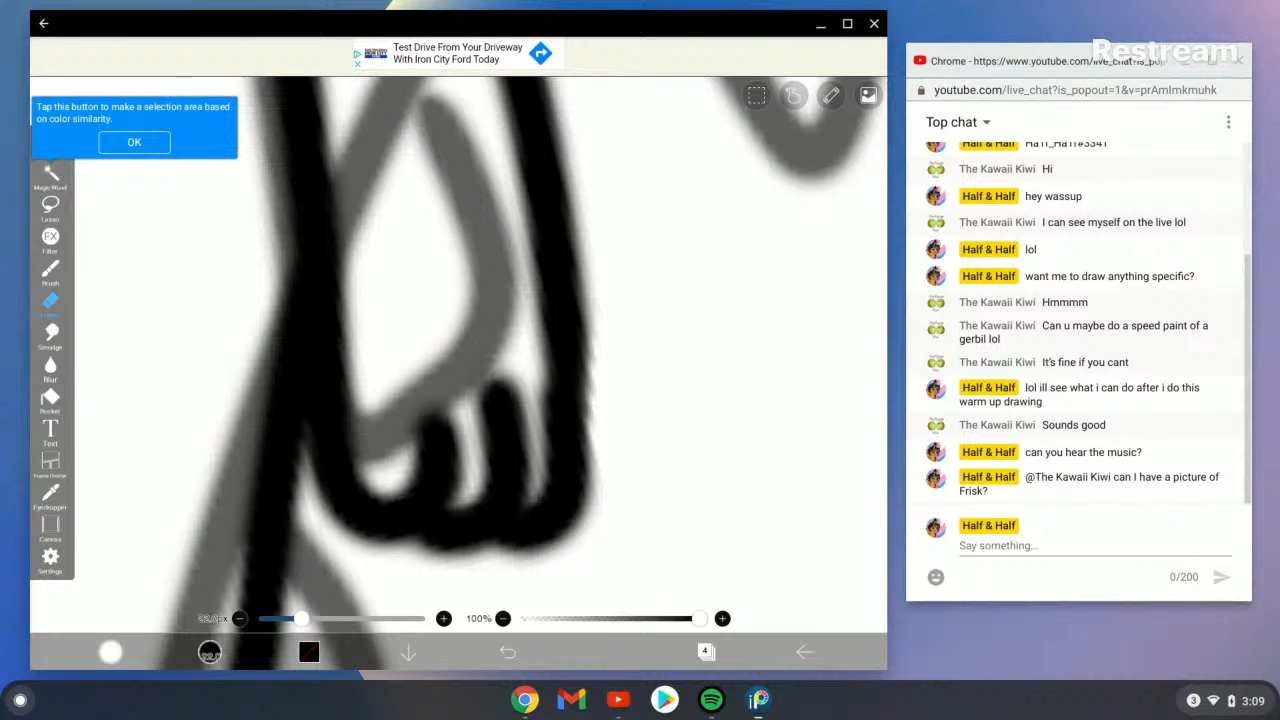 Test Drive From Your Driveway
With Iron City Ford Today
Tap this button to make a selection area based
on color similarity.
OK
Magic Wand
Lasso
FX
Filter
Brush
Smudge
Blur
Bucket
T
Text
Eyedropper
Canvas
Settings
100%
4
Restream
Chrome - https://www.youtube.com/live_chat?is_po
youtube.com/live_chat?is_popout=1&v=prAmlmkmuhk
Top chat
Half & Half Ha1f_Ha1f#3341
The Kawaii Kiwi Hi
Half & Half hey wassup
The Kawaii Kiwi I can see myself on the live lol
Half & Half lol
Half & Half want me to draw anything specific?
The Kawaii Kiwi Hmmmm
The Kawaii Kiwi Can u maybe do a speed paint of a
gerbil lol
The Kawaii Kiwi It's fine if you cant
Half & Half lol ill see what i can do after i do this
warm up drawing
The Kawaii Kiwi Sounds good
Half & Half can you hear the music?
Half & Half @The Kawaii Kiwi can I have a picture of
Frisk?
Half & Half
Say something...
0/200
3 3:09